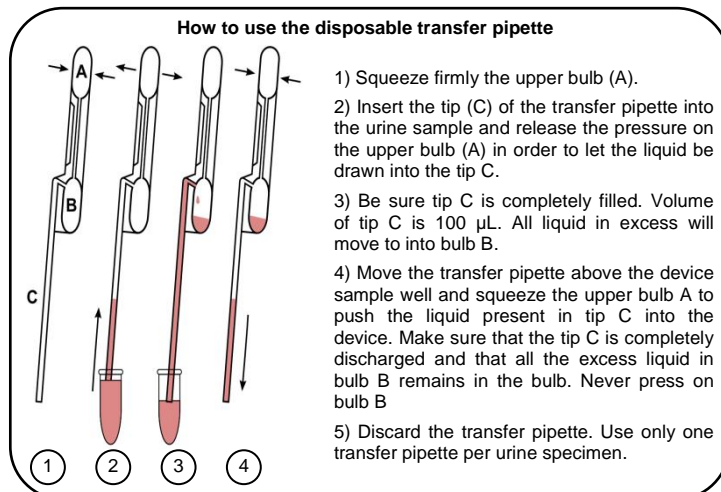 How to use the disposable transfer pipette
A
B
C
1
2
3
4
1) Squeeze firmly the upper bulb (A).
2) Insert the tip (C) of the transfer pipette into
the urine sample and release the pressure on
the upper bulb (A) in order to let the liquid be
drawn into the tip C.
3) Be sure tip C is completely filled. Volume
of tip C is 100 µL. All liquid in excess will
move to into bulb B.
4) Move the transfer pipette above the device
sample well and squeeze the upper bulb A to
push the liquid present in tip C into the
device. Make sure that the tip C is completely
discharged and that all the excess liquid in
bulb B remains in the bulb. Never press on
bulb B
5) Discard the transfer pipette. Use only one
transfer pipette per urine specimen.